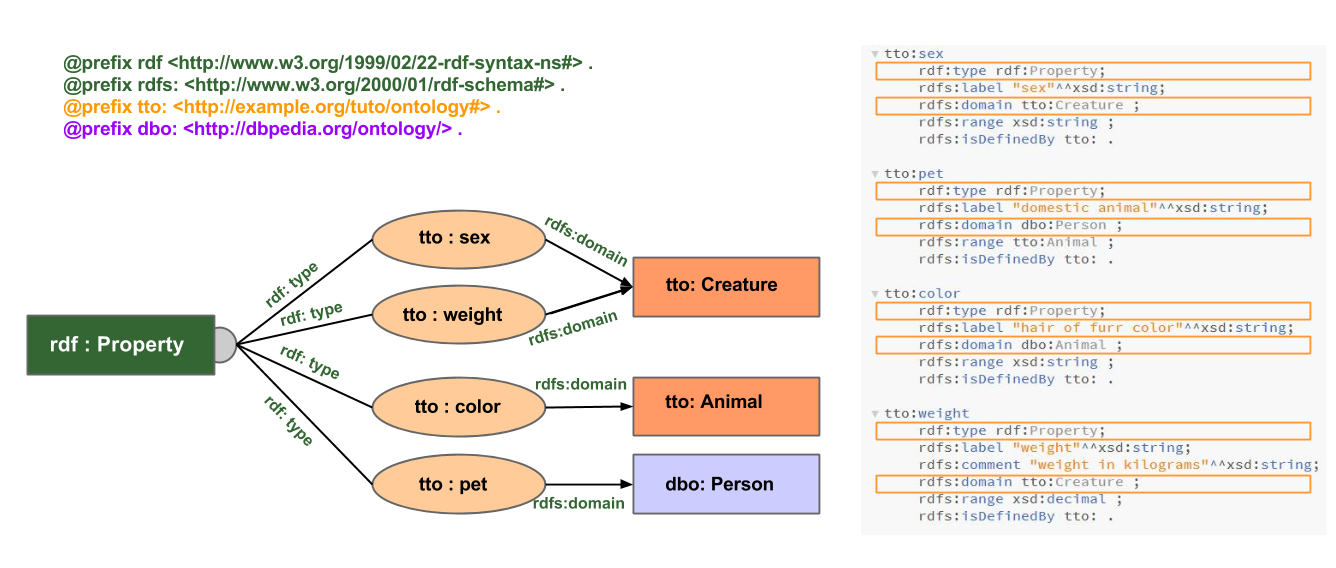 @prefix rdf <http://www.w3.org/1999/02/22-rdf-syntax-ns#> .
@prefix rdfs: <http://www.w3.org/2000/01/rdf-schema#> .
@prefix tto: <http://example.org/tuto/ontology#> .
@prefix dbo: <http://dbpedia.org/ontology/> .
rdf : Property
rdf: type
rdf: type
rdf: type
rdf: type
tto : sex
tto : weight
tto : color
tto : pet
rdfs:domain
rdfs:domain
rdfs:domain
rdfs:domain
tto: Creature
tto: Animal
dbo: Person
tto:sex
rdf:type rdf:Property;
rdfs:label "sex"^^xsd:string;
rdfs:domain tto:Creature ;
rdfs:range xsd:string ;
rdfs:isDefinedBy tto: .
tto:pet
rdf:type rdf:Property;
rdfs:label "domestic animal"^^xsd:string;
rdfs:domain dbo:Person ;
rdfs:range tto:Animal ;
rdfs:isDefinedBy tto: .
tto:color
rdf:type rdf:Property;
rdfs:label "hair of furr color"^^xsd:string;
rdfs:domain dbo:Animal ;
rdfs:range xsd:string ;
rdfs:isDefinedBy tto: .
tto:weight
rdf:type rdf:Property;
rdfs:label "weight"^^xsd:string;
rdfs:comment "weight in kilograms"^^xsd:string;
rdfs:domain tto:Creature ;
rdfs:range xsd:decimal ;
rdfs:isDefinedBy tto: .